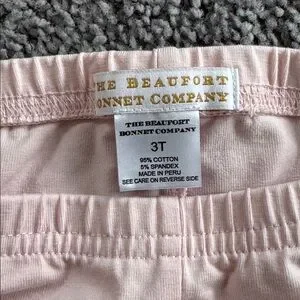 THE BEAUFORT
BONNET COMPANY
THE BEAUFORT
BONNET COMPANY
3T
95% COTTON
5% SPANDEX
MADE IN PERU
SEE CARE ON REVERSE SIDE